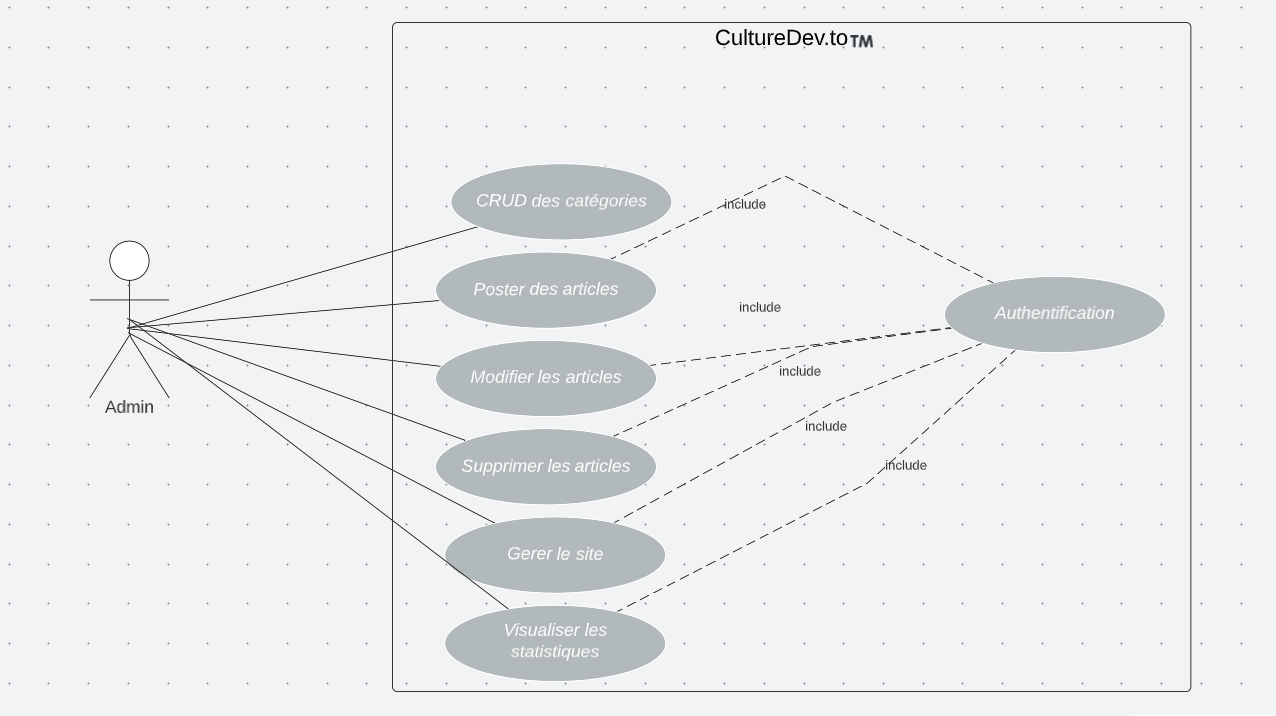 CultureDev.to™
CRUD des catégories
include
Poster des articles
include
Authentification
Modifier les articles
include
Admin
include
Supprimer les articles
include
Gerer le site
Visualiser les
statistiques